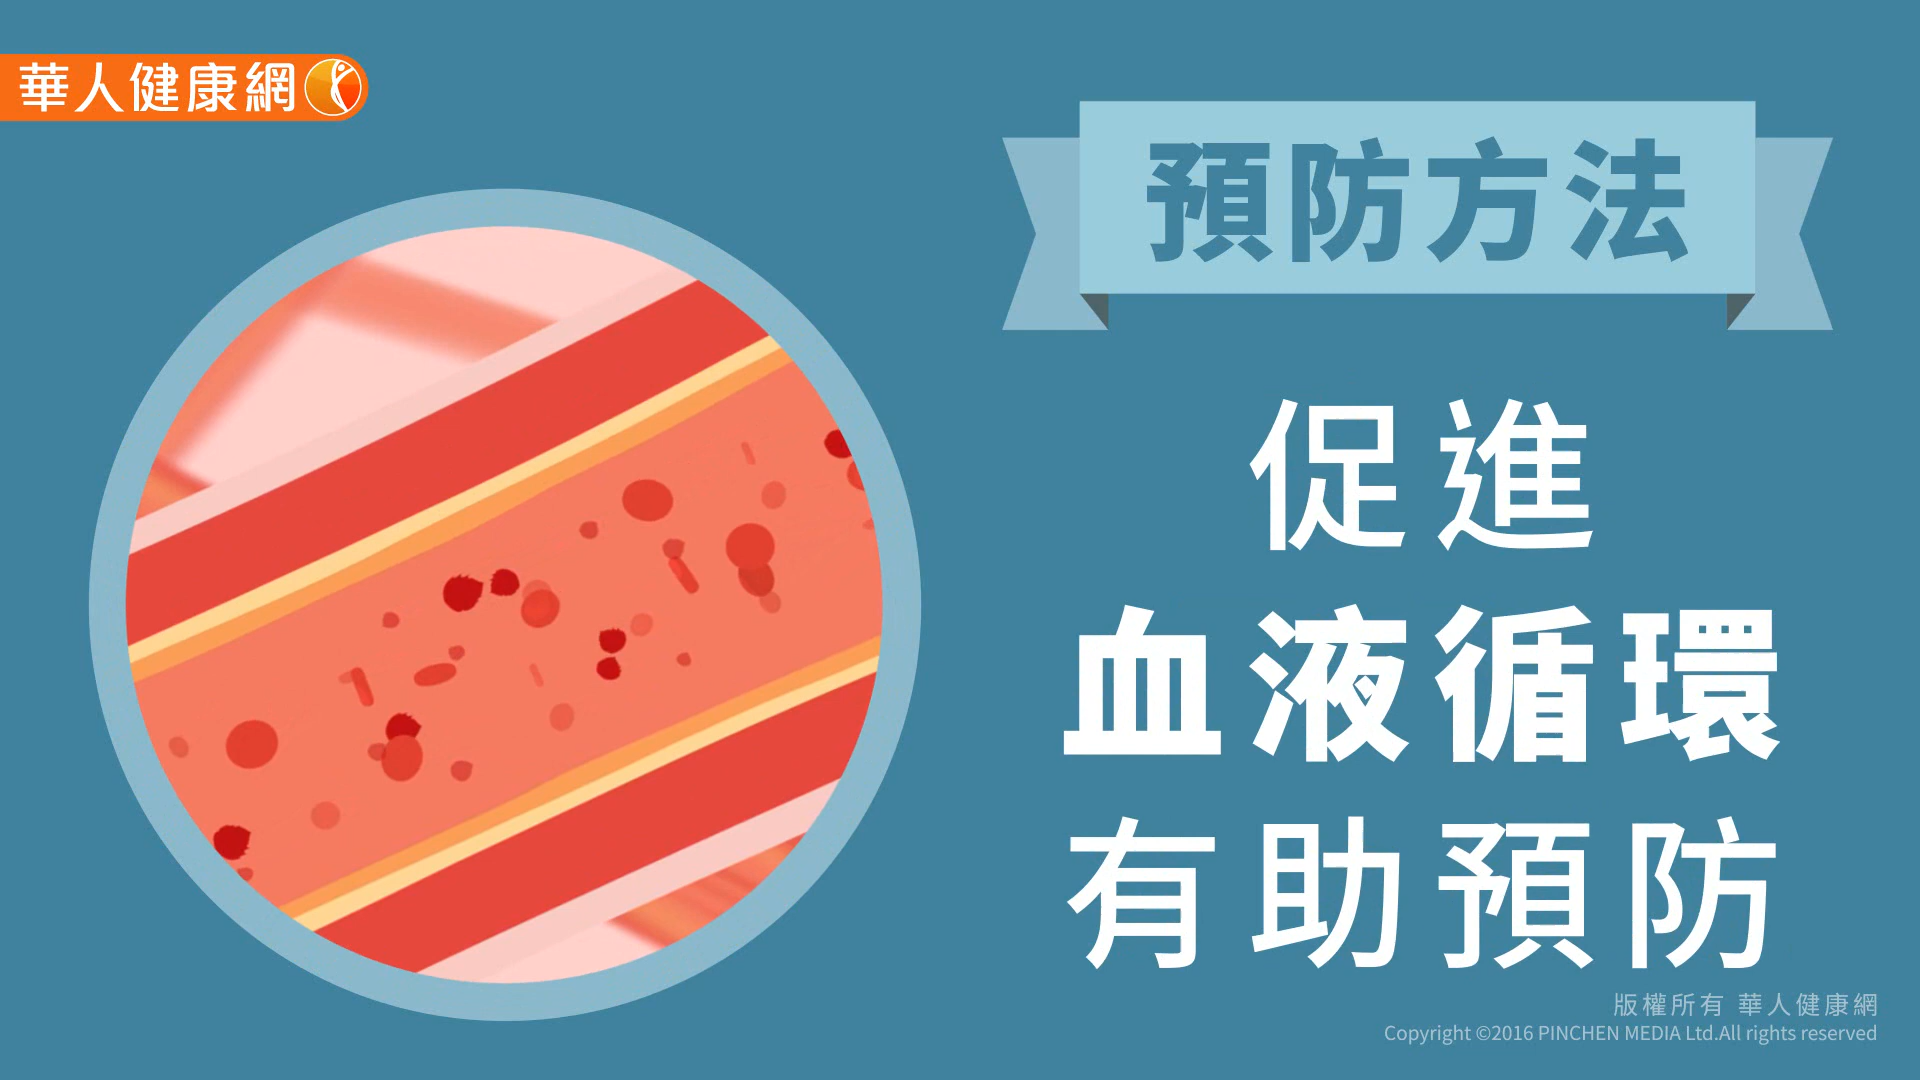 華人健康網
預防方法
促進
血液循環
有助預防
版權所有 華人健康網
Copyright ©2016 PINCHEN MEDIA Ltd.All rights reserved